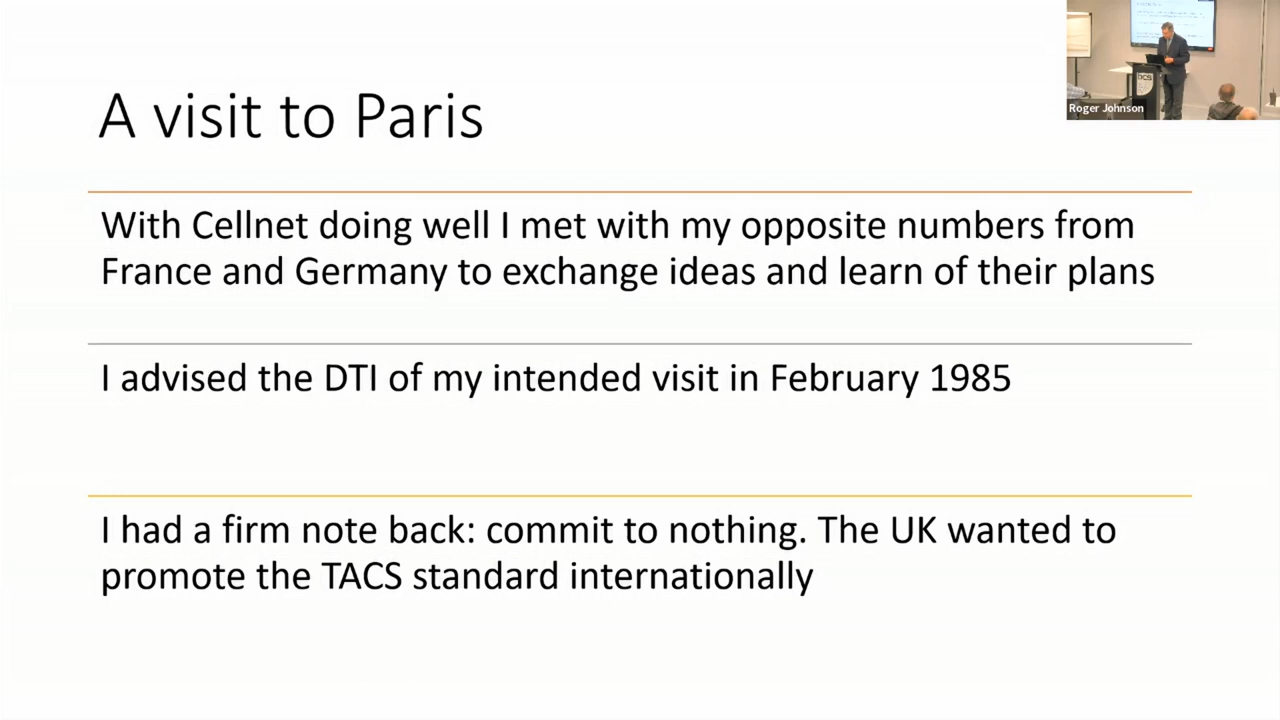 A visit to Paris
With Cellnet doing well I met with my opposite numbers from
France and Germany to exchange ideas and learn of their plans
I advised the DTI of my intended visit in February 1985
I had a firm note back: commit to nothing. The UK wanted to
promote the TACS standard internationally
bcs
Roger Johnson